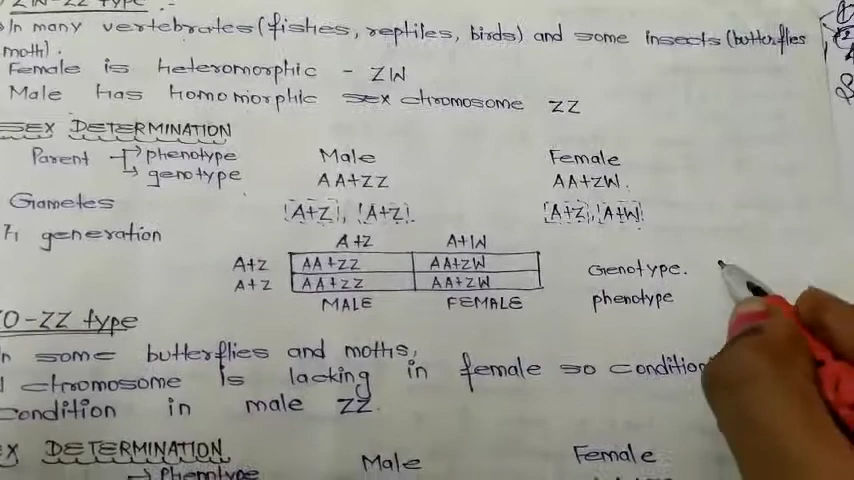 ZW-ZZ type :-
In many vertebrates (fishes, reptiles, birds) and some insects (butterflies
moth).
Female is heteromorphic - ZW
Male has homomorphic sex chromosome ZZ
SEX DETERMINATION
Parent phenotype Male Female
genotype AA+ZZ AA+ZW.
Gametes A+Z, A+Z. A+Z, A+W
F1 generation
A+Z A+W
A+Z AA+ZZ AA+ZW Genotype.
A+Z AA+ZZ AA+ZW
MALE FEMALE phenotype
ZO-ZZ type
In some butterflies and moths,
chromosome is lacking in female so condition
condition in male ZZ.
SEX DETERMINATION
Phenotype Male Female